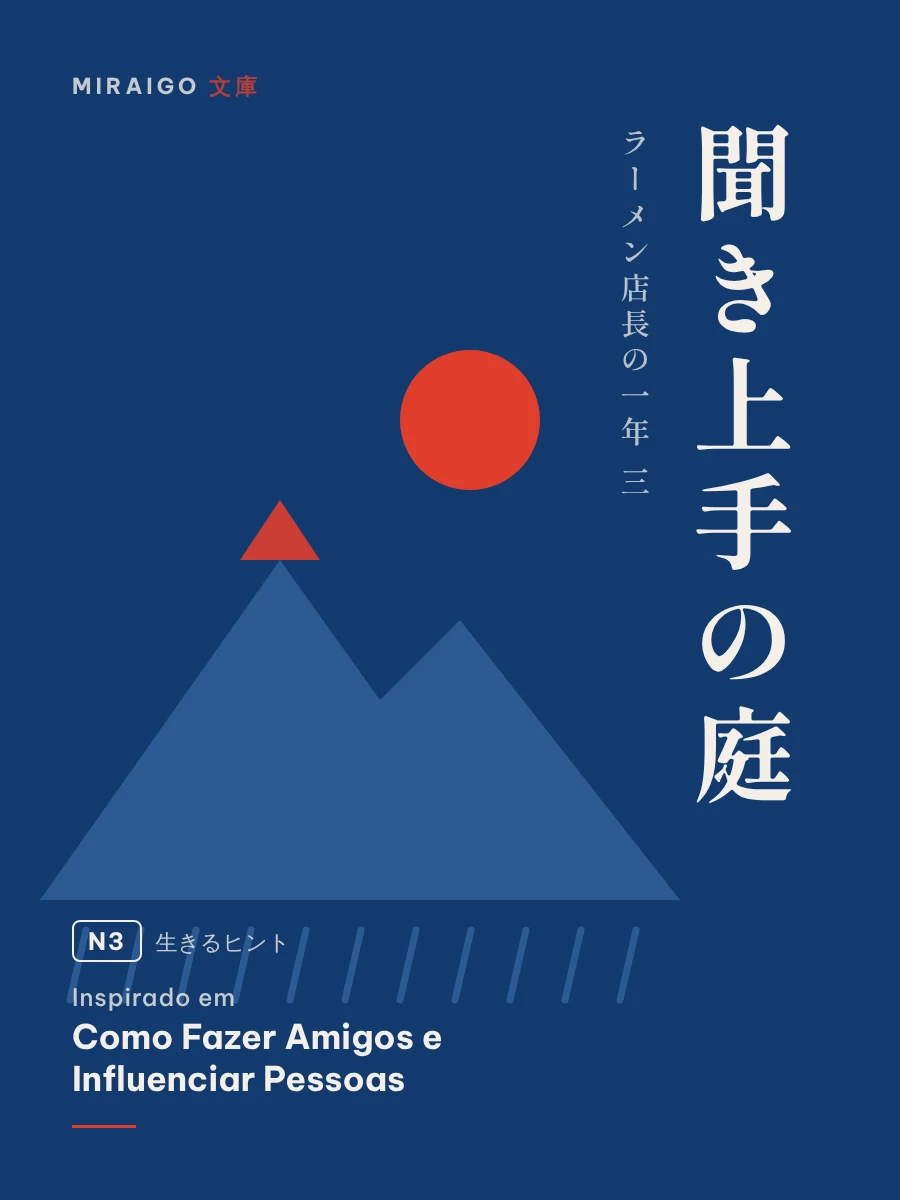 MIRAIGO 文庫
聞き上手の庭
ラーメン店長の一年 三
N3 生きるヒント
Inspirado em
Como Fazer Amigos e
Influenciar Pessoas